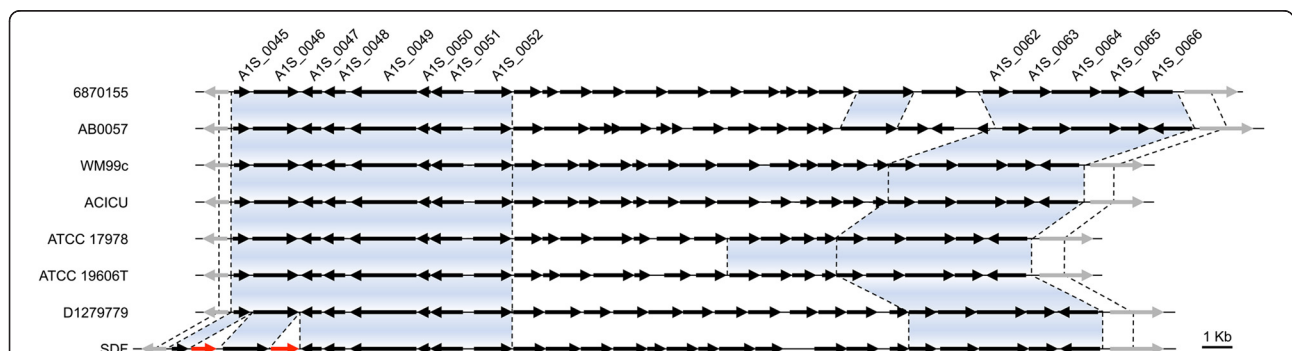 A1S_0045 A1S_0046 A1S_0047 A1S_0048 A1S_0049 A1S_0050 A1S_0051 A1S_0052 A1S_0062 A1S_0063 A1S_0064 A1S_0065 A1S_0066
6870155
AB0057
WM99c
ACICU
ATCC 17978
ATCC 19606T
D1279779
SDF
1 Kb